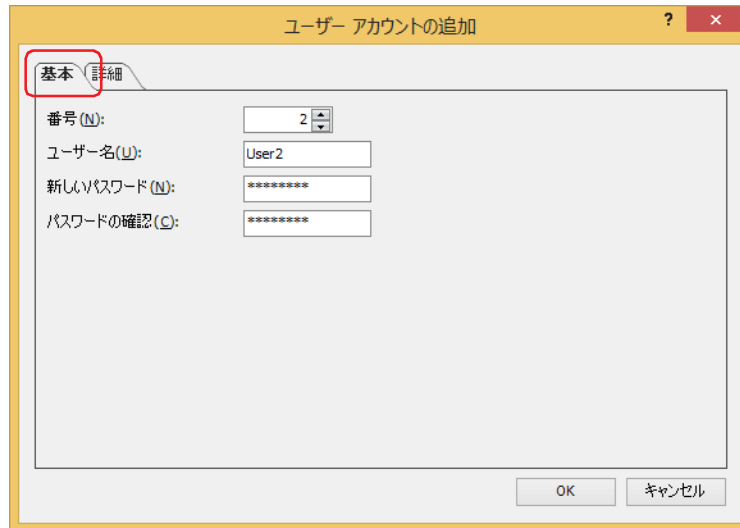 ユーザー アカウントの追加 ? ×
基本 詳細
番号(N): 2
ユーザー名(U): User2
新しいパスワード(N): ********
パスワードの確認(C): ********
OK キャンセル